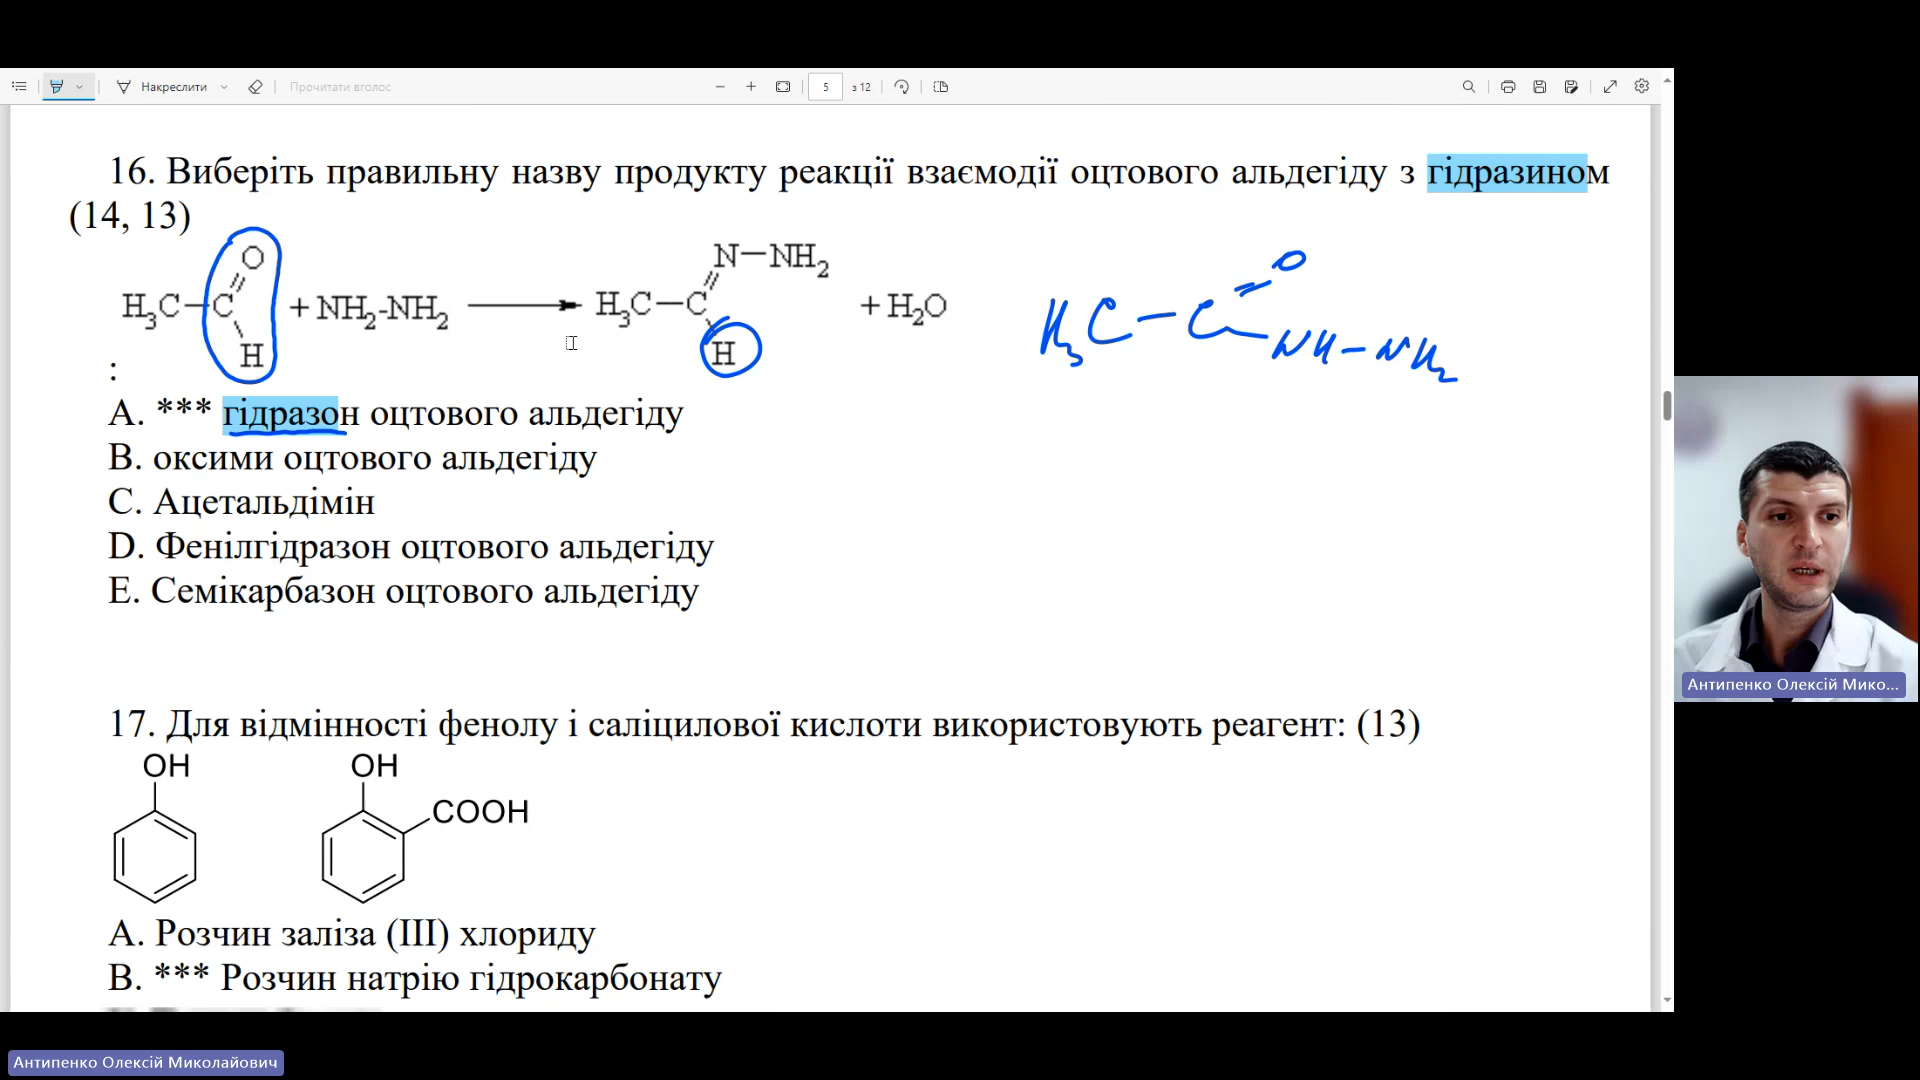 Накреслити
Прочитати вголос
5
з 12
16. Виберіть правильну назву продукту реакції взаємодії оцтового альдегіду з гідразином
(14, 13)
H3C–C=O H + NH2-NH2 → H3C–C=N–NH2 H + H2O
H3C – C = O NH – NH2
:
A. *** гідразон оцтового альдегіду
B. оксими оцтового альдегіду
C. Ацетальдімін
D. Фенілгідразон оцтового альдегіду
E. Семікарбазон оцтового альдегіду
17. Для відмінності фенолу і саліцилової кислоти використовують реагент: (13)
OH
OH
COOH
A. Розчин заліза (III) хлориду
B. *** Розчин натрію гідрокарбонату
Антипенко Олексій Мико...
Антипенко Олексій Миколайович